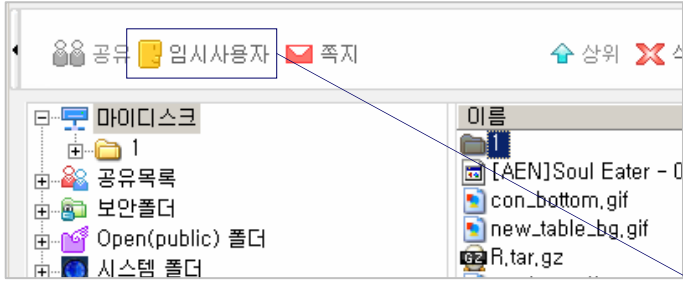 공유 임시사용자 쪽지 상위
마이디스크
1
공유목록
보안폴더
Open(public) 폴더
시스템 폴더
이름
1
[AEN]Soul Eater - 0
con_bottom.gif
new_table_bg.gif
GZ R.tar.gz